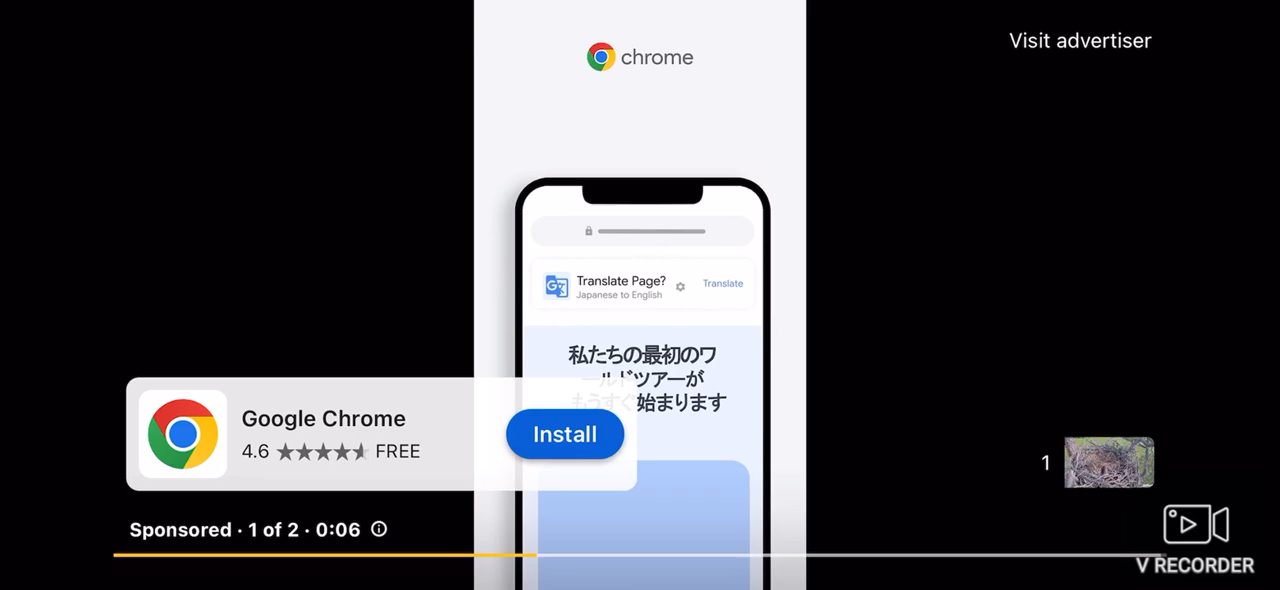 chrome
Visit advertiser
Translate Page?
Japanese to English
Translate
私たちの最初のワ
ールドツアーが
もうすぐ始まります
Google Chrome
4.6 ★★★★★ FREE
Install
1
Sponsored · 1 of 2 · 0:06
V RECORDER